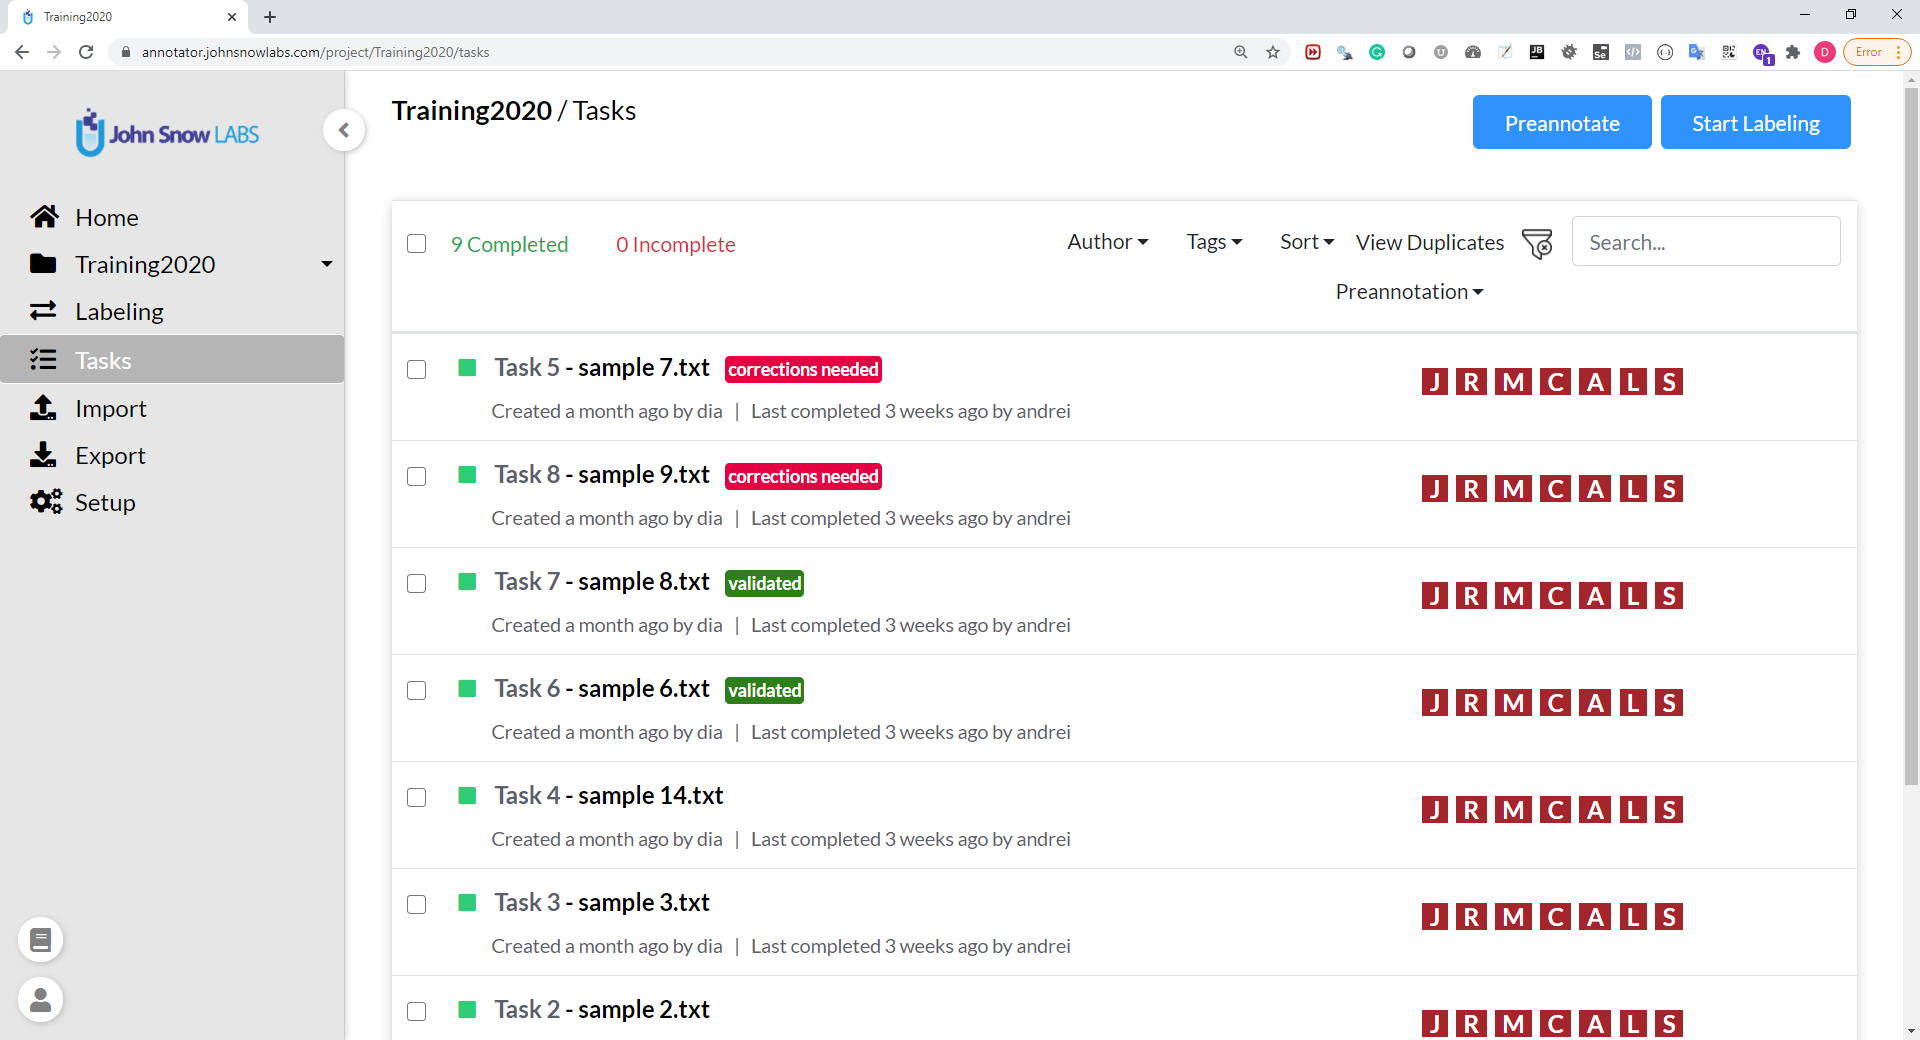 Training2020
annotator.johnsnowlabs.com/project/Training2020/tasks
Error
John Snow LABS
Home
Training2020
Labeling
Tasks
Import
Export
Setup
Training2020 / Tasks
Preannotate
Start Labeling
9 Completed
0 Incomplete
Author
Tags
Sort
View Duplicates
Search...
Preannotation
Task 5 - sample 7.txt corrections needed
Created a month ago by dia | Last completed 3 weeks ago by andrei
J R M C A L S
Task 8 - sample 9.txt corrections needed
Created a month ago by dia | Last completed 3 weeks ago by andrei
J R M C A L S
Task 7 - sample 8.txt validated
Created a month ago by dia | Last completed 3 weeks ago by andrei
J R M C A L S
Task 6 - sample 6.txt validated
Created a month ago by dia | Last completed 3 weeks ago by andrei
J R M C A L S
Task 4 - sample 14.txt
Created a month ago by dia | Last completed 3 weeks ago by andrei
J R M C A L S
Task 3 - sample 3.txt
Created a month ago by dia | Last completed 3 weeks ago by andrei
J R M C A L S
Task 2 - sample 2.txt
J R M C A L S